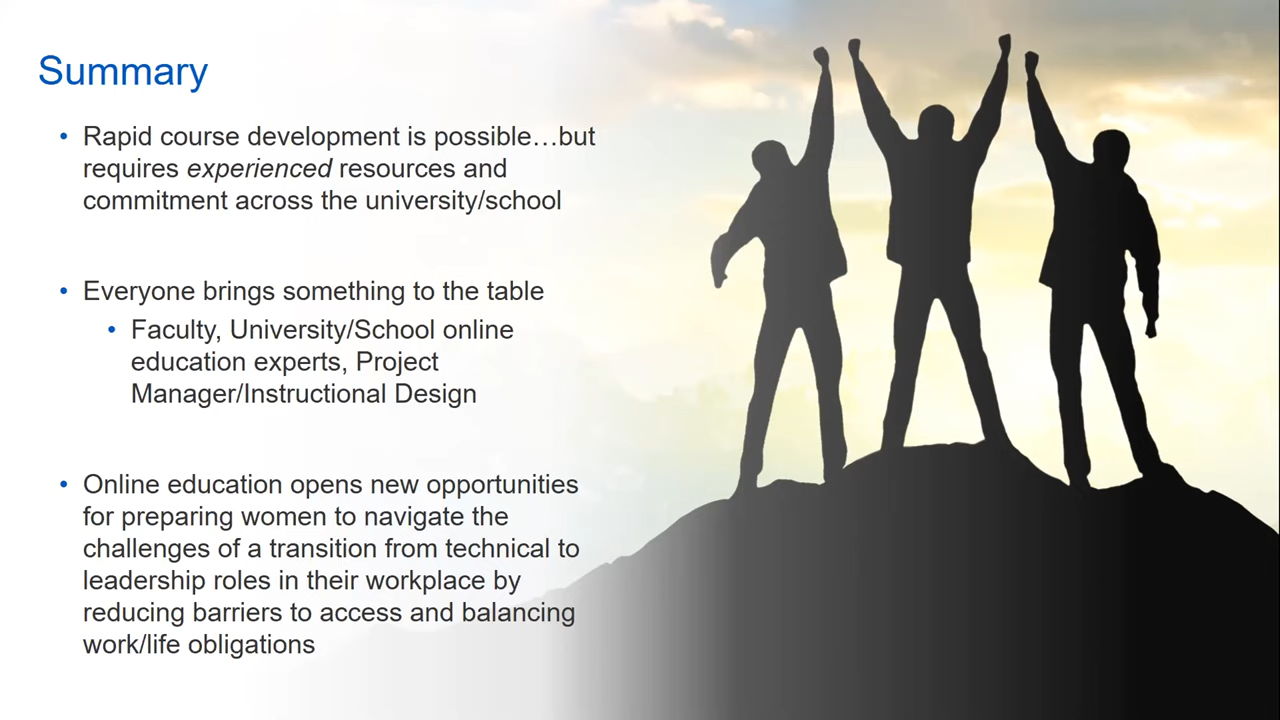 Summary
• Rapid course development is possible…but
requires experienced resources and
commitment across the university/school
• Everyone brings something to the table
• Faculty, University/School online
education experts, Project
Manager/Instructional Design
• Online education opens new opportunities
for preparing women to navigate the
challenges of a transition from technical to
leadership roles in their workplace by
reducing barriers to access and balancing
work/life obligations